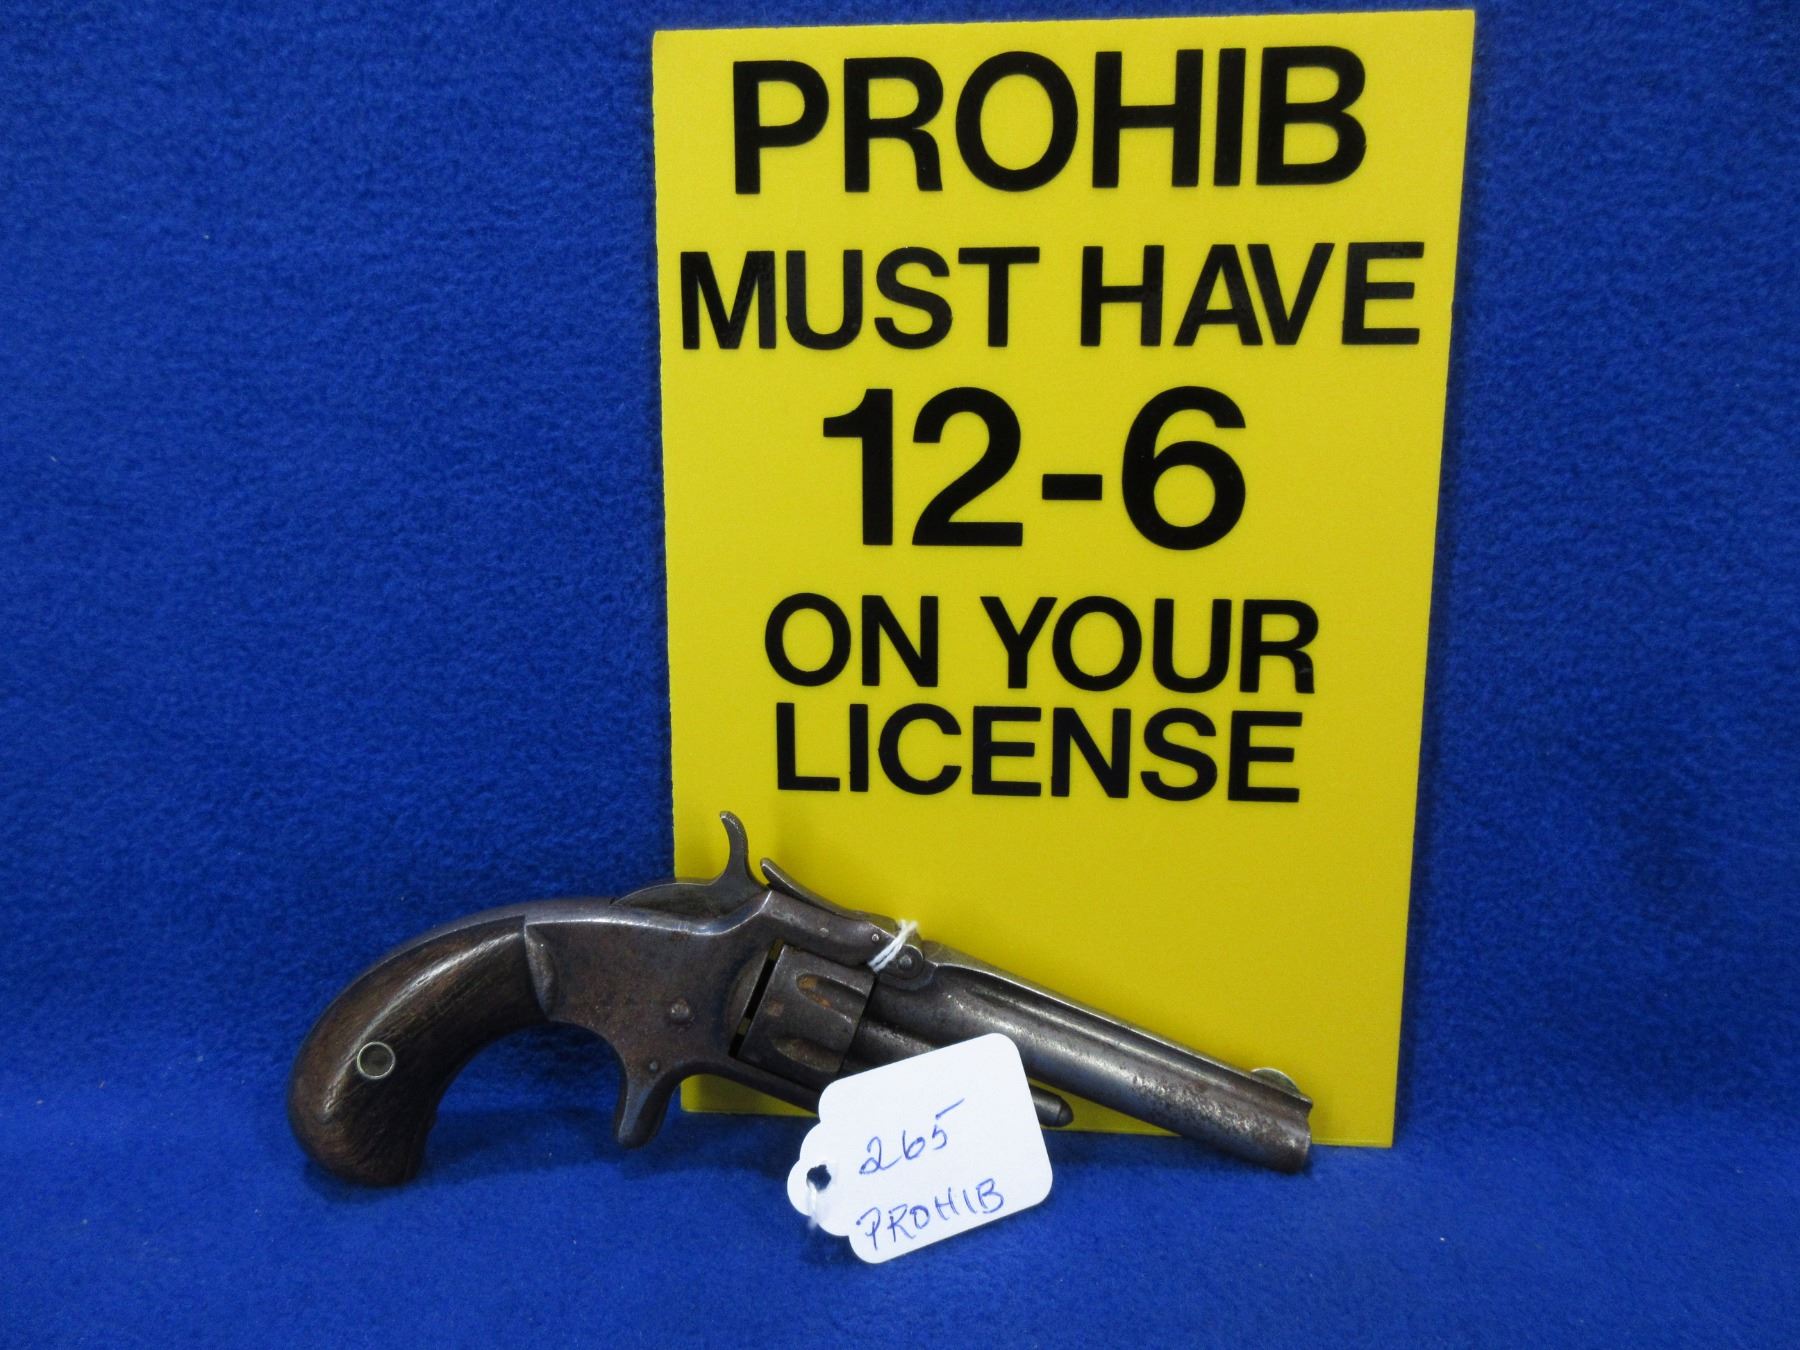 PROHIB
MUST HAVE
12-6
ON YOUR
LICENSE
265
PROHIB